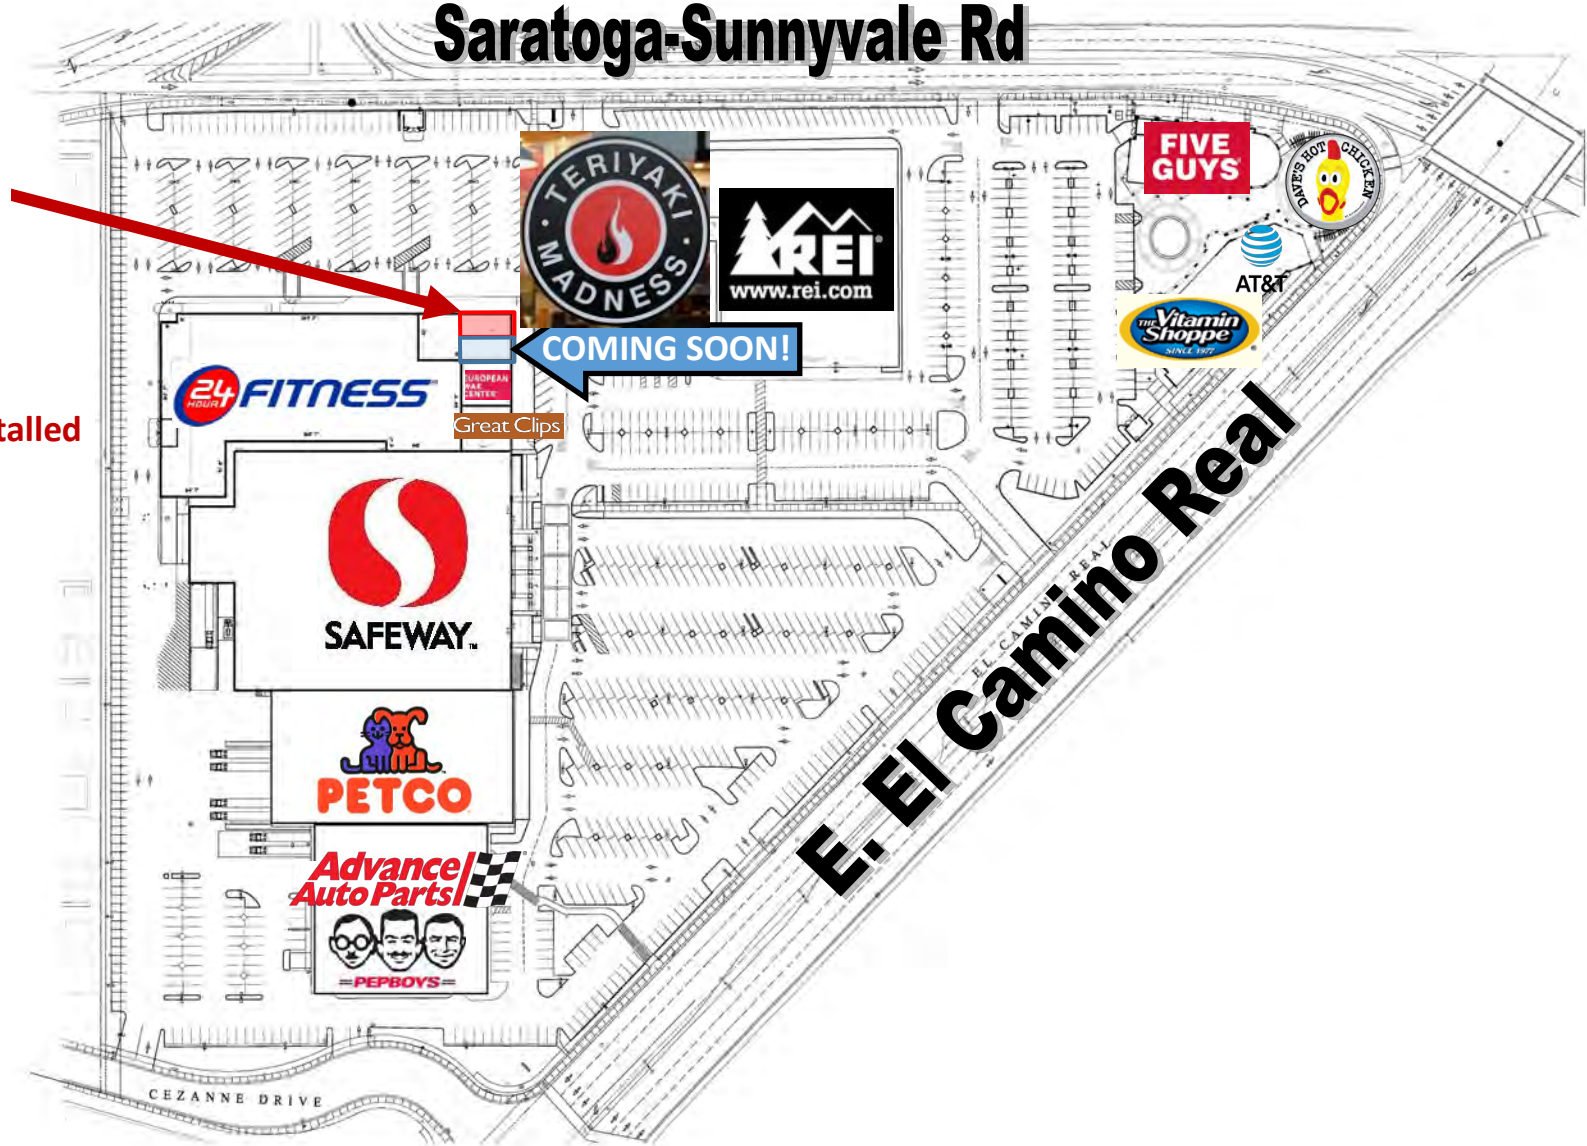 Saratoga-Sunnyvale Rd
TERIYAKI
MADNESS
REI
www.rei.com
FIVE
GUYS
DAVE'S HOT CHICKEN
AT&T
THE Vitamin
Shoppe
SINCE 1977
COMING SOON!
24
HOUR
FITNESS
EUROPEAN
WAX
CENTER
Great Clips
talled
SAFEWAY
EL CAMINO REAL
E. El Camino Real
PETCO
Advance
Auto Parts
PEPBOYS
CEZANNE DRIVE